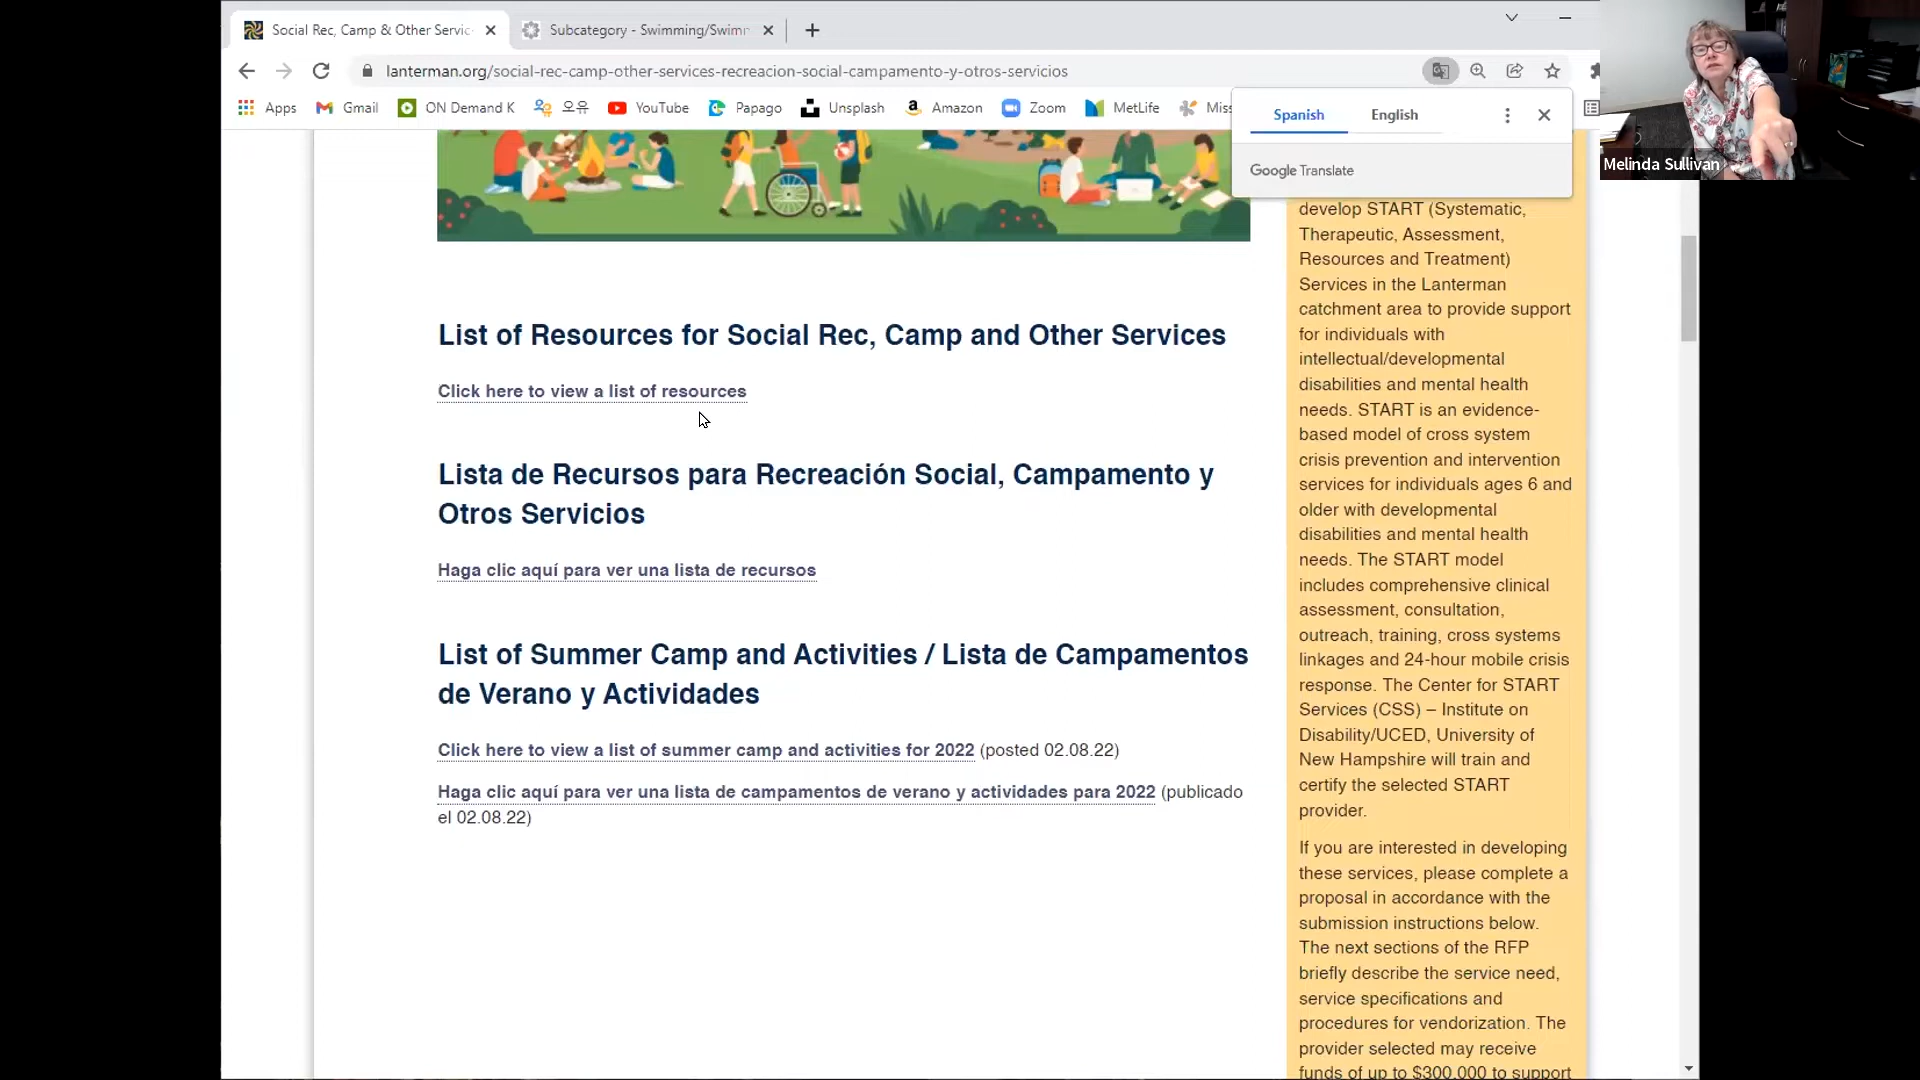 Social Rec, Camp & Other Servic
Subcategory - Swimming/Swimm
lanterman.org/social-rec-camp-other-services-recreacion-social-campamento-y-otros-servicios
Apps
Gmail
ON Demand K
오유
YouTube
Papago
Unsplash
Amazon
Zoom
MetLife
Miss
Spanish
English
Google Translate
Melinda Sullivan
List of Resources for Social Rec, Camp and Other Services
Click here to view a list of resources
Lista de Recursos para Recreación Social, Campamento y
Otros Servicios
Haga clic aquí para ver una lista de recursos
List of Summer Camp and Activities / Lista de Campamentos
de Verano y Actividades
Click here to view a list of summer camp and activities for 2022 (posted 02.08.22)
Haga clic aquí para ver una lista de campamentos de verano y actividades para 2022 (publicado
el 02.08.22)
develop START (Systematic,
Therapeutic, Assessment,
Resources and Treatment)
Services in the Lanterman
catchment area to provide support
for individuals with
intellectual/developmental
disabilities and mental health
needs. START is an evidence-
based model of cross system
crisis prevention and intervention
services for individuals ages 6 and
older with developmental
disabilities and mental health
needs. The START model
includes comprehensive clinical
assessment, consultation,
outreach, training, cross systems
linkages and 24-hour mobile crisis
response. The Center for START
Services (CSS) – Institute on
Disability/UCED, University of
New Hampshire will train and
certify the selected START
provider.
If you are interested in developing
these services, please complete a
proposal in accordance with the
submission instructions below.
The next sections of the RFP
briefly describe the service need,
service specifications and
procedures for vendorization. The
provider selected may receive
funds of up to $300,000 to support